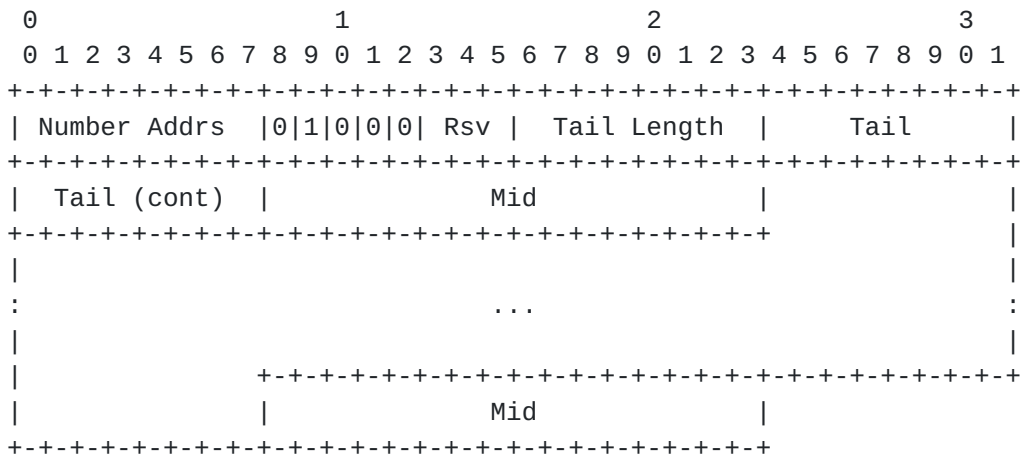 0                   1                   2                   3
 0 1 2 3 4 5 6 7 8 9 0 1 2 3 4 5 6 7 8 9 0 1 2 3 4 5 6 7 8 9 0 1
+-+-+-+-+-+-+-+-+-+-+-+-+-+-+-+-+-+-+-+-+-+-+-+-+-+-+-+-+-+-+-+-+
| Number Addrs  |0|1|0|0|0| Rsv |  Tail Length  |     Tail      |
+-+-+-+-+-+-+-+-+-+-+-+-+-+-+-+-+-+-+-+-+-+-+-+-+-+-+-+-+-+-+-+-+
|  Tail (cont)  |              Mid              |               |
+-+-+-+-+-+-+-+-+-+-+-+-+-+-+-+-+-+-+-+-+-+-+-+-+               |
|                                                               |
:                              ...                              :
|                                                               |
|               +-+-+-+-+-+-+-+-+-+-+-+-+-+-+-+-+-+-+-+-+-+-+-+-+
|               |              Mid              |
+-+-+-+-+-+-+-+-+-+-+-+-+-+-+-+-+-+-+-+-+-+-+-+-+